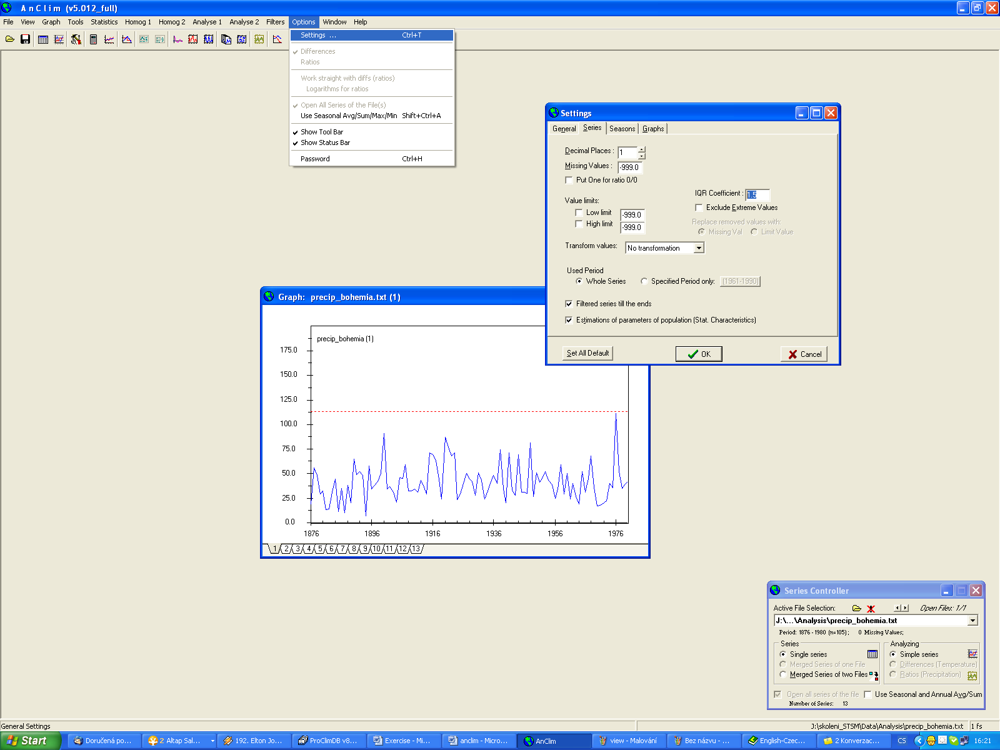 AnClim (v5.012_full)
File View Graph Tools Statistics Homog 1 Homog 2 Analyse 1 Analyse 2 Filters Options Window Help
Settings ... Ctrl+T
Differences
Ratios
Work straight with diffs (ratios)
Logarithms for ratios
Open All Series of the File(s)
Use Seasonal Avg/Sum/Max/Min Shift+Ctrl+A
Show Tool Bar
Show Status Bar
Password Ctrl+H
Settings
General Series Seasons Graphs
Decimal Places : 1
Missing Values : -999.0
Put One for ratio 0/0
IQR Coefficient : 1.5
Value limits:
Exclude Extreme Values
Low limit -999.0
High limit -999.0
Replace removed values with:
Missing Val Limit Value
Transform values: No transformation
Used Period
Whole Series Specified Period only: (1961-1990)
Filtered series till the ends
Estimations of parameters of population (Stat. Characteristics)
Set All Default OK Cancel
Graph: precip_bohemia.txt (1)
precip_bohemia (1)
175.0
150.0
125.0
100.0
75.0
50.0
25.0
0.0
1876 1896 1916 1936 1956 1976
1 2 3 4 5 6 7 8 9 10 11 12 13
Series Controller
Active File Selection: Open Files: 1/1
J:\...\Analysis\precip_bohemia.txt
Period: 1876 - 1980 (n=105) ; 0 Missing Values;
Series
Single series
Merged Series of one File
Merged Series of two Files
Analyzing
Simple series
Differences (Temperature)
Ratios (Precipitation)
Open all series of the file Use Seasonal and Annual Avg/Sum
Number of Series: 13
General Settings J:\skoleni_STSM\Data\Analysis\precip_bohemia.txt 1 fs
Start Doručená po... 2 Altap Sal... 192. Elton Jo... ProClimDB v8... Exercise - Mi... anclim - Micro... AnClim view - Malování Bez názvu - ... English-Czec... 2 Konverzac... CS 16:21